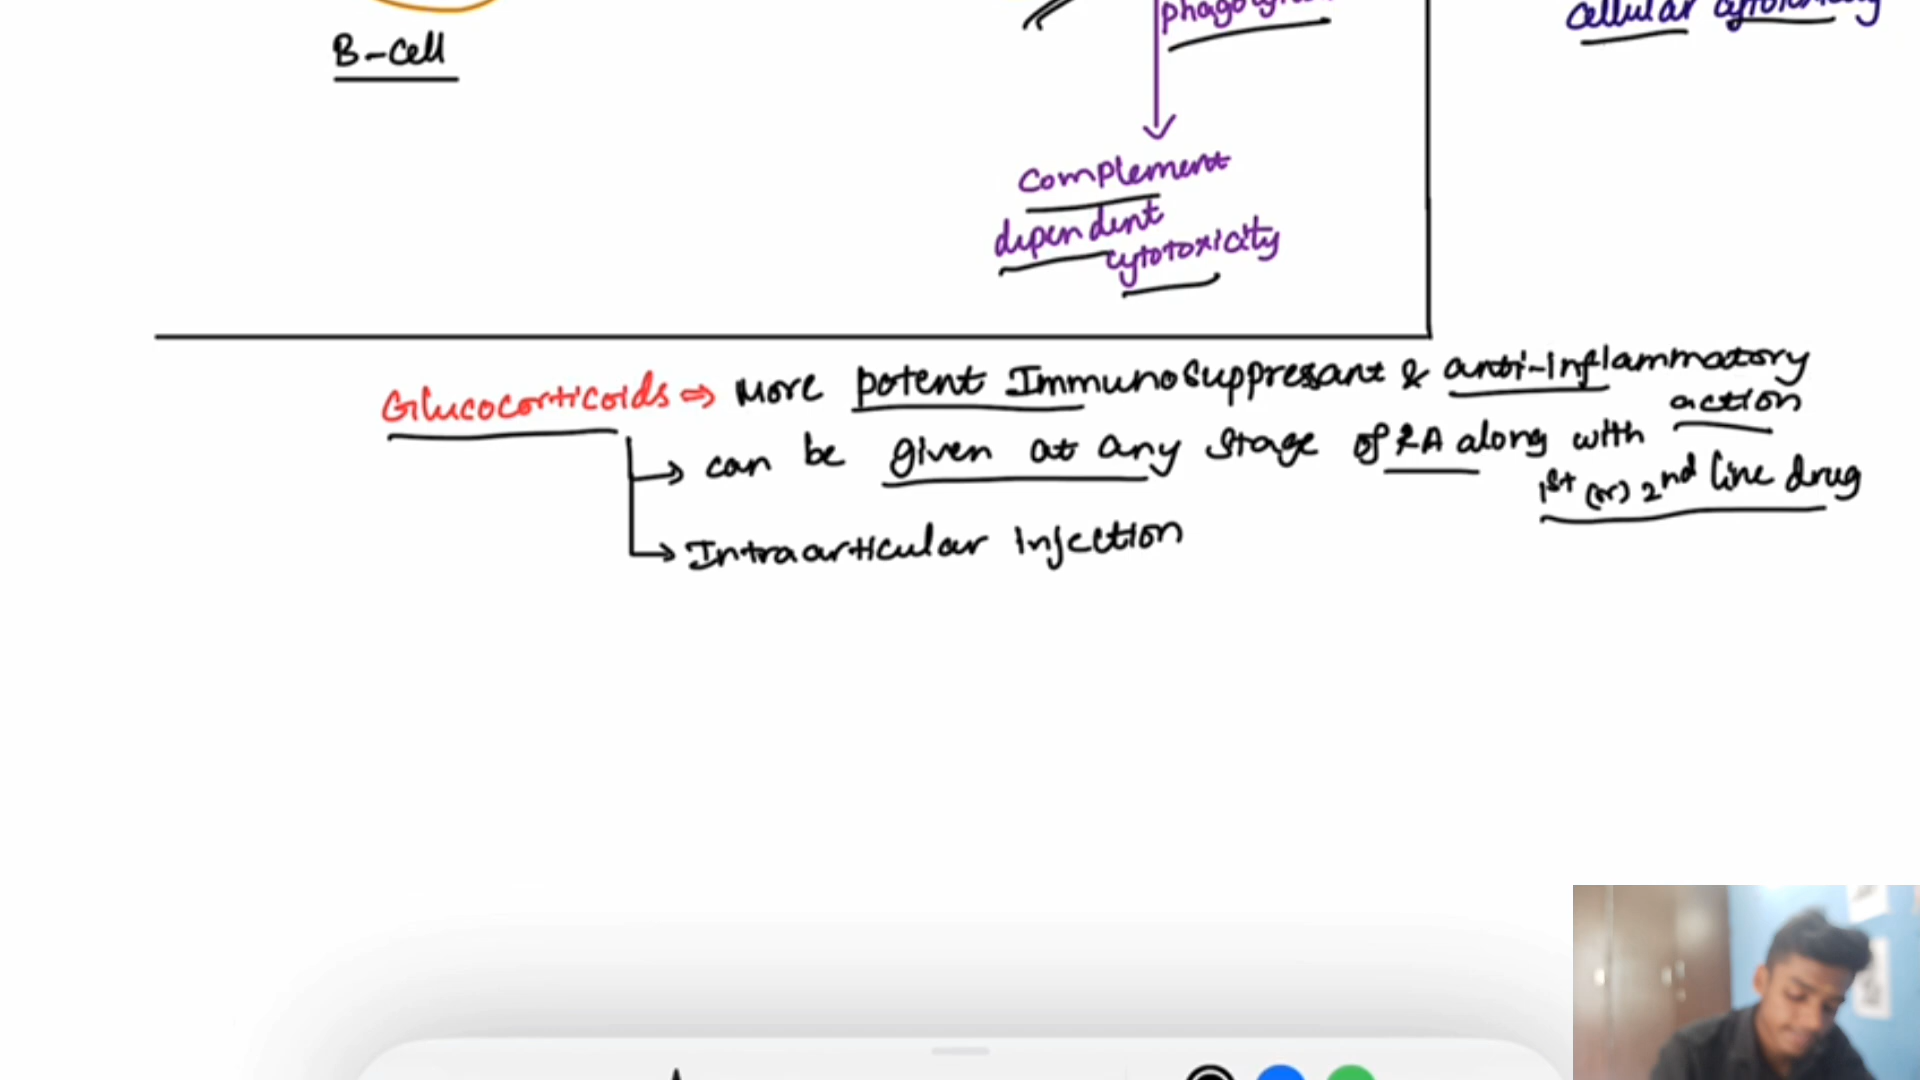 B-cell
cellular
complement
dependent
cytotoxicity
Glucocorticoids ⇒ More potent Immunosuppresant & anti-inflammatory
action
→ can be given at any stage of RA along with
1st (or) 2nd line drug
→ Intraarticular Injection